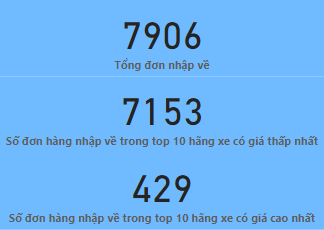 7906
Tổng đơn nhập về
7153
Số đơn hàng nhập về trong top 10 hãng xe có giá thấp nhất
429
Số đơn hàng nhập về trong top 10 hãng xe có giá cao nhất